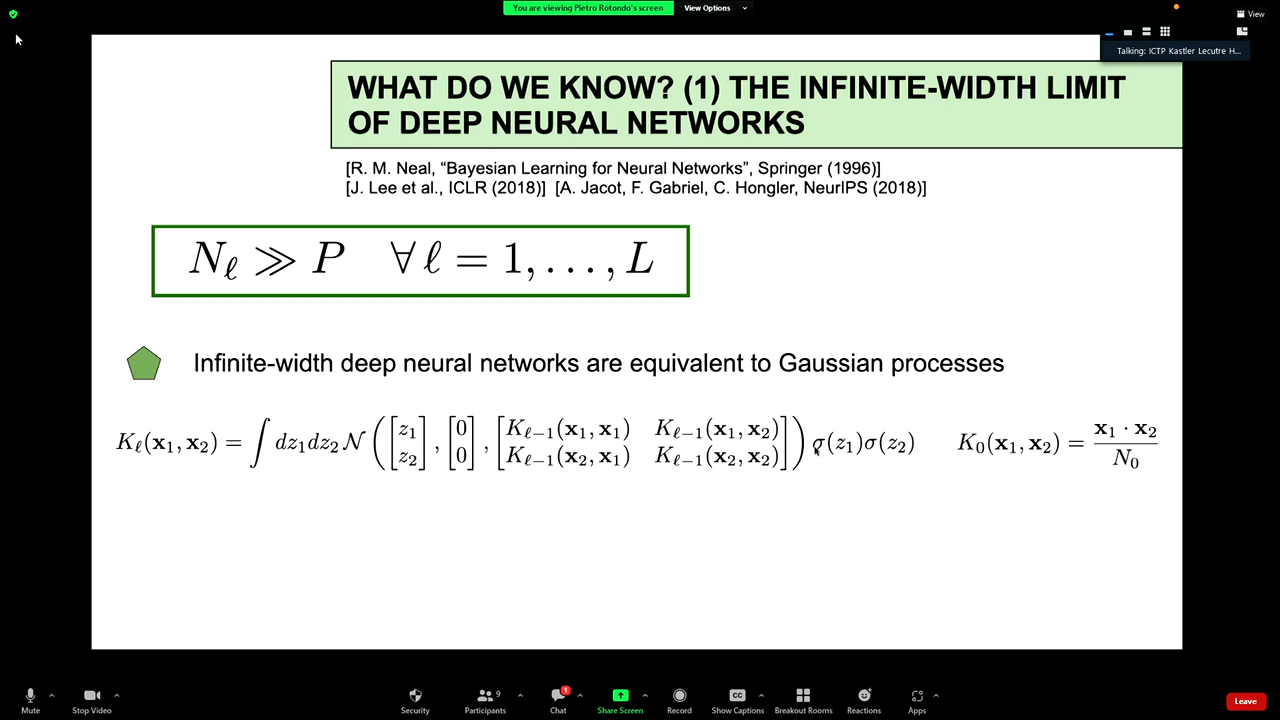 You are viewing Pietro Rotondo's screen
View Options
View
Talking: ICTP Kastler Lecutre H...
WHAT DO WE KNOW? (1) THE INFINITE-WIDTH LIMIT
OF DEEP NEURAL NETWORKS
[R. M. Neal, “Bayesian Learning for Neural Networks”, Springer (1996)]
[J. Lee et al., ICLR (2018)] [A. Jacot, F. Gabriel, C. Hongler, NeurIPS (2018)]
N_ℓ ≫ P ∀ ℓ = 1, . . . , L
Infinite-width deep neural networks are equivalent to Gaussian processes
K_ℓ(x_1, x_2) = ∫ dz_1 dz_2 𝒩 ( [z_1 z_2] , [0 0] , [K_{ℓ−1}(x_1, x_1) K_{ℓ−1}(x_1, x_2) K_{ℓ−1}(x_2, x_1) K_{ℓ−1}(x_2, x_2)] ) σ(z_1)σ(z_2) K_0(x_1, x_2) = x_1 · x_2 / N_0
Mute
Stop Video
Security
Participants
9
Chat
1
Share Screen
Record
CC
Show Captions
Breakout Rooms
Reactions
Apps
Leave